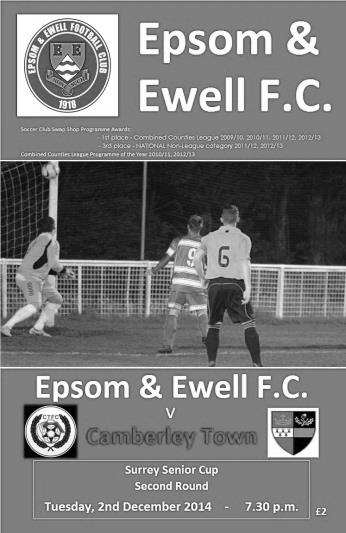 EPSOM & EWELL FOOTBALL CLUB
E E
1918
Epsom &
Ewell F.C.
Soccer Club Swap Shop Programme Awards:
- 1st place - Combined Counties League 2009/10, 2010/11, 2011/12, 2012/13
- 3rd place - NATIONAL Non-League category 2011/12, 2012/13
Combined Counties League Programme of the Year 2010/11, 2012/13
9
6
Epsom & Ewell F.C.
V
CTFC
Camberley Town
Surrey Senior Cup
Second Round
Tuesday, 2nd December 2014 - 7.30 p.m.
£2